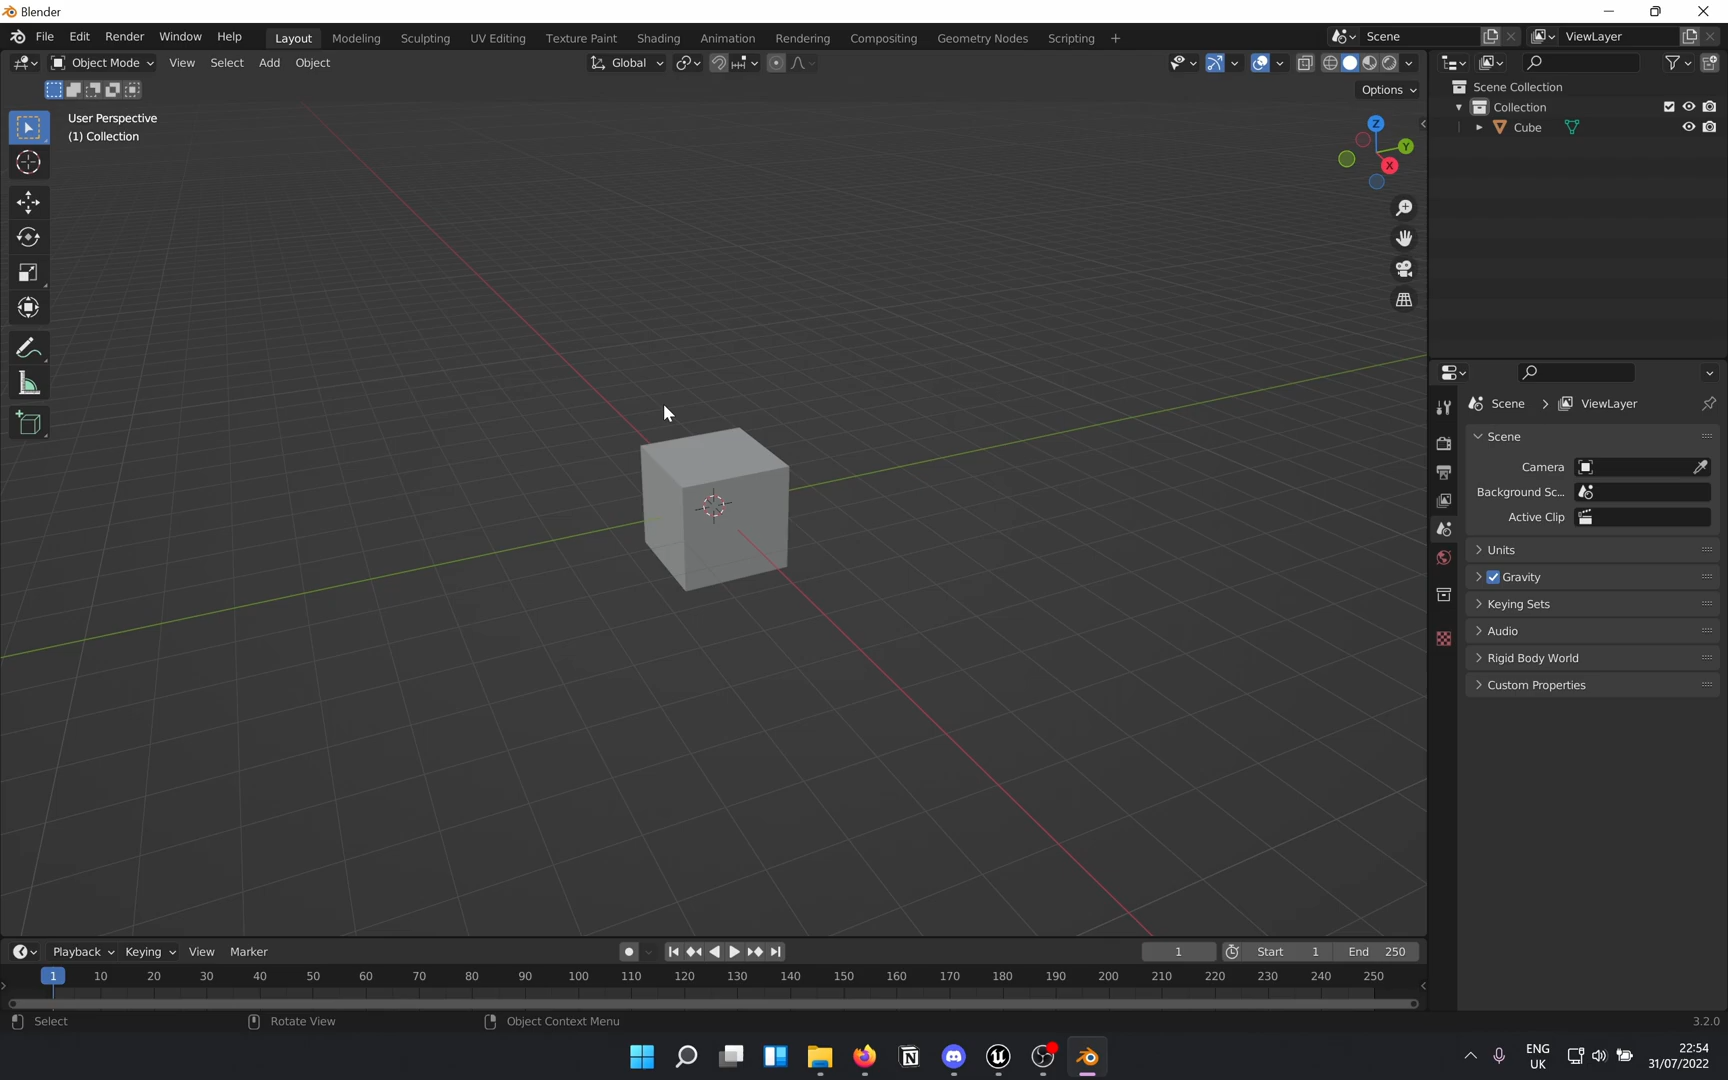 Blender
File Edit Render Window Help Layout Modeling Sculpting UV Editing Texture Paint Shading Animation Rendering Compositing Geometry Nodes Scripting + Scene ViewLayer
Object Mode View Select Add Object Global
Options
User Perspective
(1) Collection
Z
Y
X
Scene Collection
Collection
Cube
Scene > ViewLayer
Scene
Camera
Background Sc...
Active Clip
Units
Gravity
Keying Sets
Audio
Rigid Body World
Custom Properties
Playback Keying View Marker 1 Start 1 End 250
1 10 20 30 40 50 60 70 80 90 100 110 120 130 140 150 160 170 180 190 200 210 220 230 240 250
Select Rotate View Object Context Menu 3.2.0
ENG
UK
22:54
31/07/2022